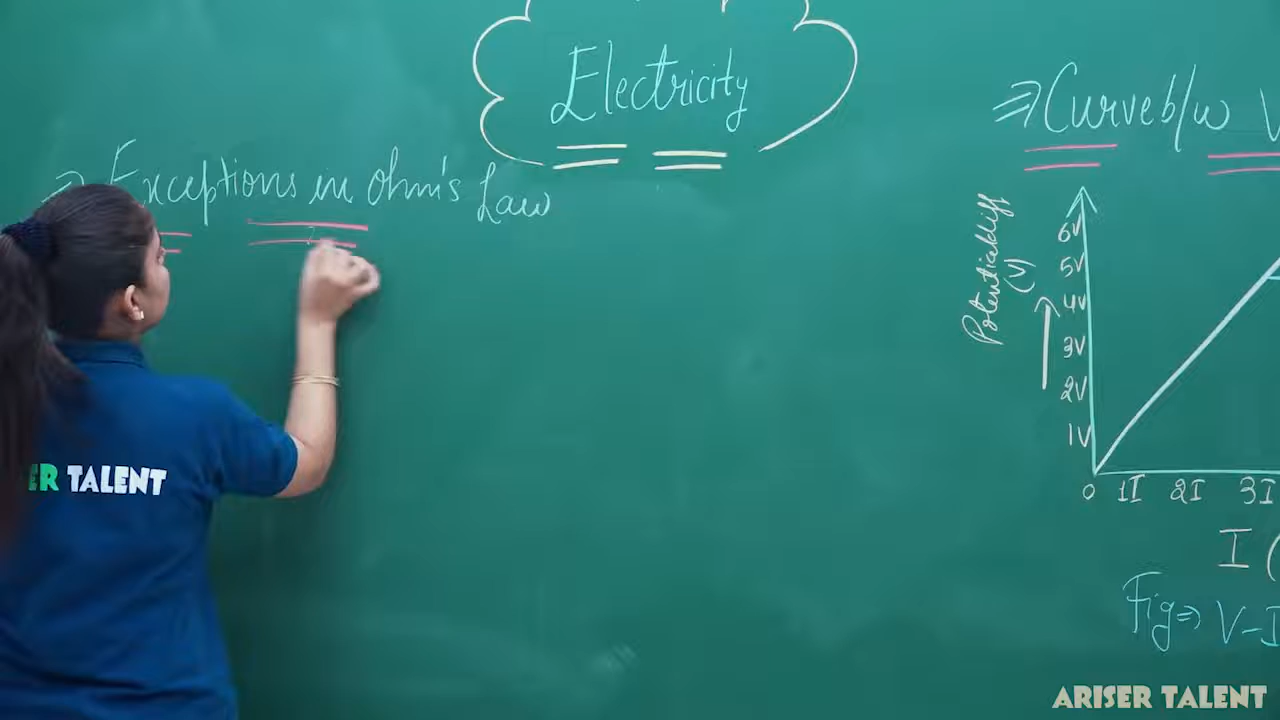 Electricity
⇒ Exceptions in Ohm's Law
ER TALENT
⇒ Curve b/w V
Potential diff
(V)
6V
5V
4V
3V
2V
1V
0 1I 2I 3I
I (
Fig ⇒ V-I
ARISER TALENT